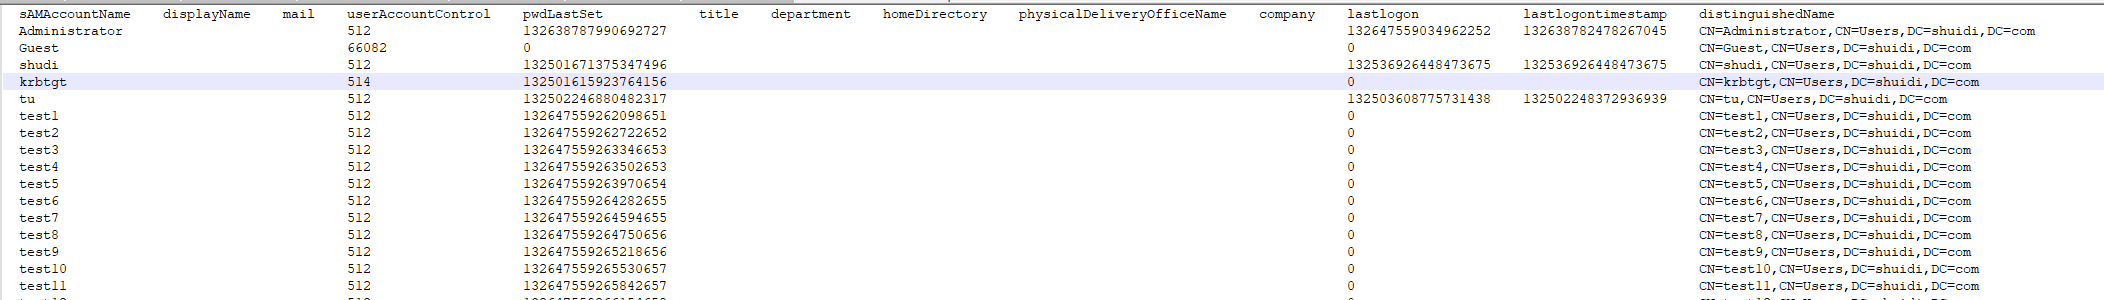 sAMAccountName displayName mail userAccountControl pwdLastSet title department homeDirectory physicalDeliveryOfficeName company lastlogon lastlogontimestamp distinguishedName
Administrator 512 132638787990692727 132647559034962252 132638782478267045 CN=Administrator,CN=Users,DC=shuidi,DC=com
Guest 66082 0 0 CN=Guest,CN=Users,DC=shuidi,DC=com
shudi 512 132501671375347496 132536926448473675 132536926448473675 CN=shudi,CN=Users,DC=shuidi,DC=com
krbtgt 514 132501615923764156 0 CN=krbtgt,CN=Users,DC=shuidi,DC=com
tu 512 132502246880482317 132503608775731438 132502248372936939 CN=tu,CN=Users,DC=shuidi,DC=com
test1 512 132647559262098651 0 CN=test1,CN=Users,DC=shuidi,DC=com
test2 512 132647559262722652 0 CN=test2,CN=Users,DC=shuidi,DC=com
test3 512 132647559263346653 0 CN=test3,CN=Users,DC=shuidi,DC=com
test4 512 132647559263502653 0 CN=test4,CN=Users,DC=shuidi,DC=com
test5 512 132647559263970654 0 CN=test5,CN=Users,DC=shuidi,DC=com
test6 512 132647559264282655 0 CN=test6,CN=Users,DC=shuidi,DC=com
test7 512 132647559264594655 0 CN=test7,CN=Users,DC=shuidi,DC=com
test8 512 132647559264750656 0 CN=test8,CN=Users,DC=shuidi,DC=com
test9 512 132647559265218656 0 CN=test9,CN=Users,DC=shuidi,DC=com
test10 512 132647559265530657 0 CN=test10,CN=Users,DC=shuidi,DC=com
test11 512 132647559265842657 0 CN=test11,CN=Users,DC=shuidi,DC=com